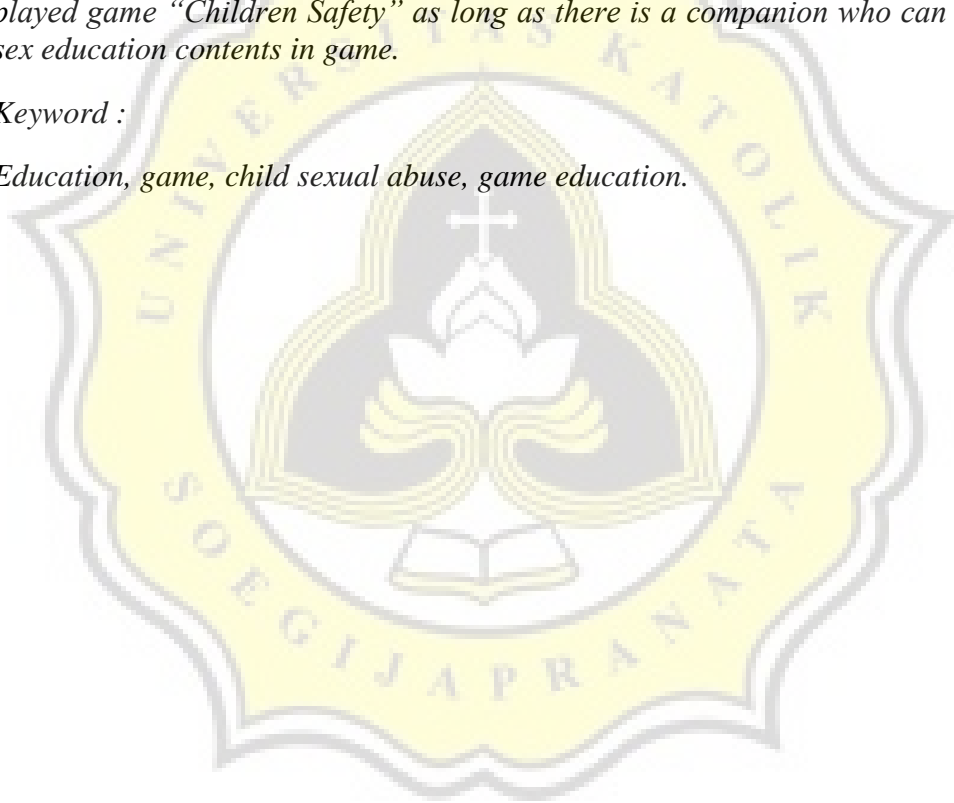 played game “Children Safety” as long as there is a companion who can
sex education contents in game.
Keyword :
Education, game, child sexual abuse, game education.
UNIVERSITAS KATOLIK
SOEGIJAPRANATA